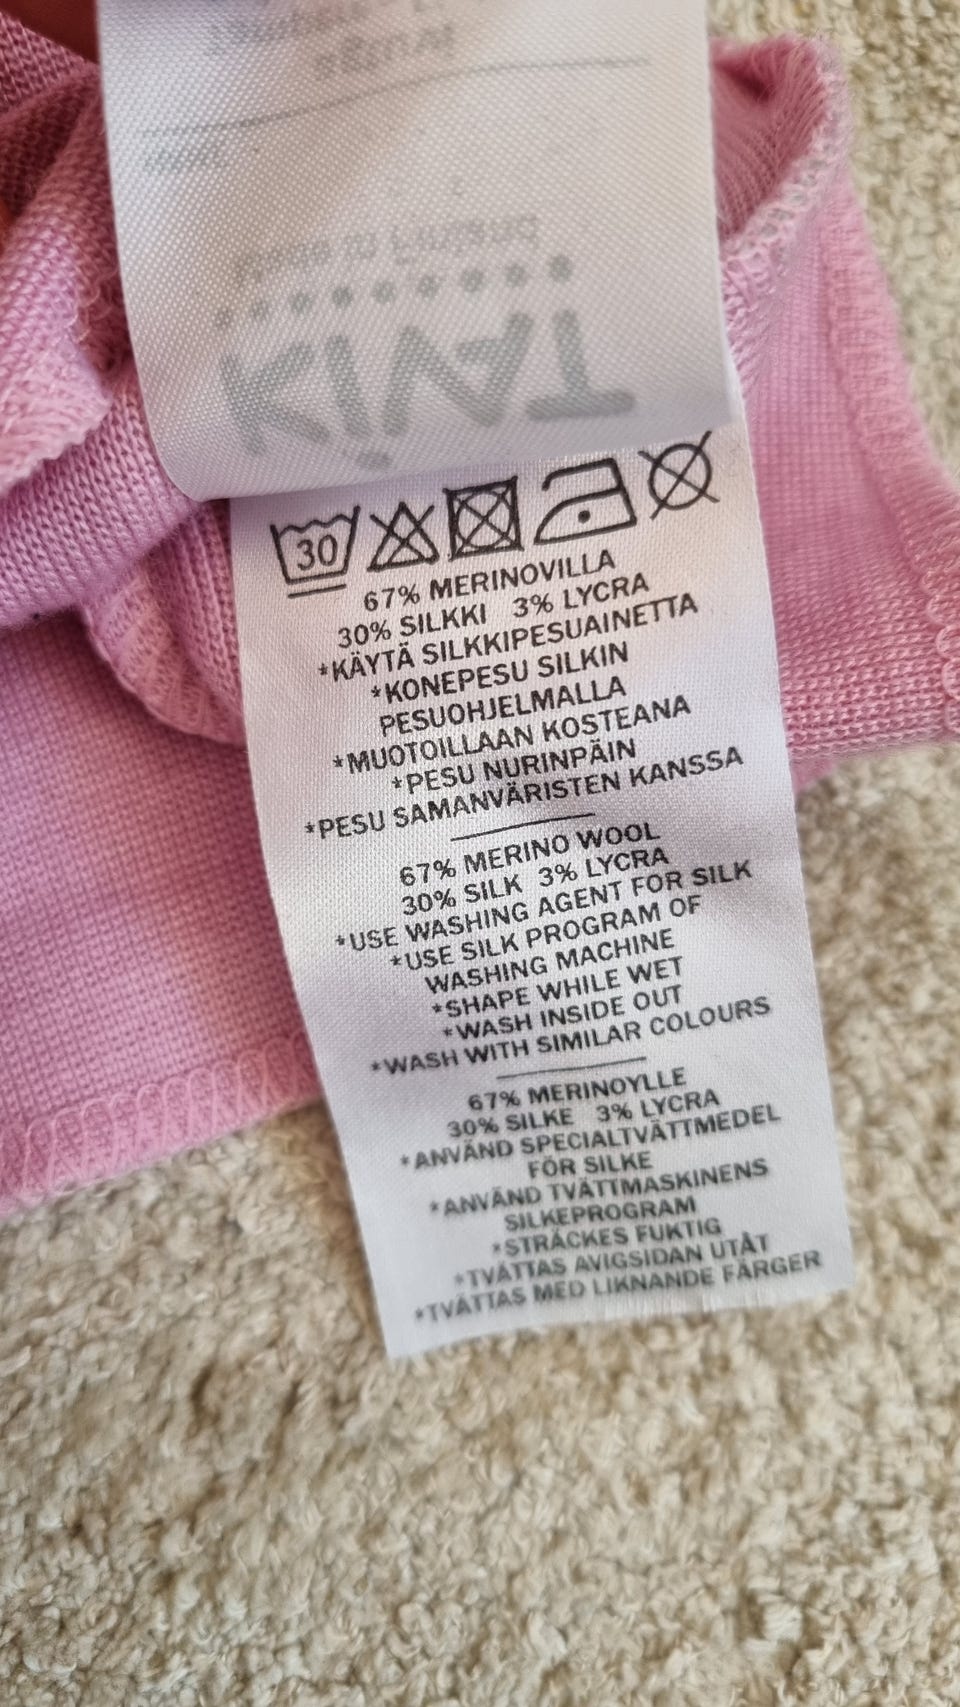 TAVi
30
67% MERINOVILLA
30% SILKKI 3% LYCRA
*KÄYTÄ SILKKIPESUAINETTA
*KONEPESU SILKIN
PESUOHJELMALLA
*MUOTOILLAAN KOSTEANA
*PESU NURINPÄIN
*PESU SAMANVÄRISTEN KANSSA
67% MERINO WOOL
30% SILK 3% LYCRA
*USE WASHING AGENT FOR SILK
*USE SILK PROGRAM OF
WASHING MACHINE
*SHAPE WHILE WET
*WASH INSIDE OUT
*WASH WITH SIMILAR COLOURS
67% MERINOYLLE
30% SILKE 3% LYCRA
*ANVÄND SPECIALTVÄTTMEDEL
FÖR SILKE
*ANVÄND TVÄTTMASKINENS
SILKEPROGRAM
*STRÄCKES FUKTIG
*TVÄTTAS AVIGSIDAN UTÅT
*TVÄTTAS MED LIKNANDE FÄRGER